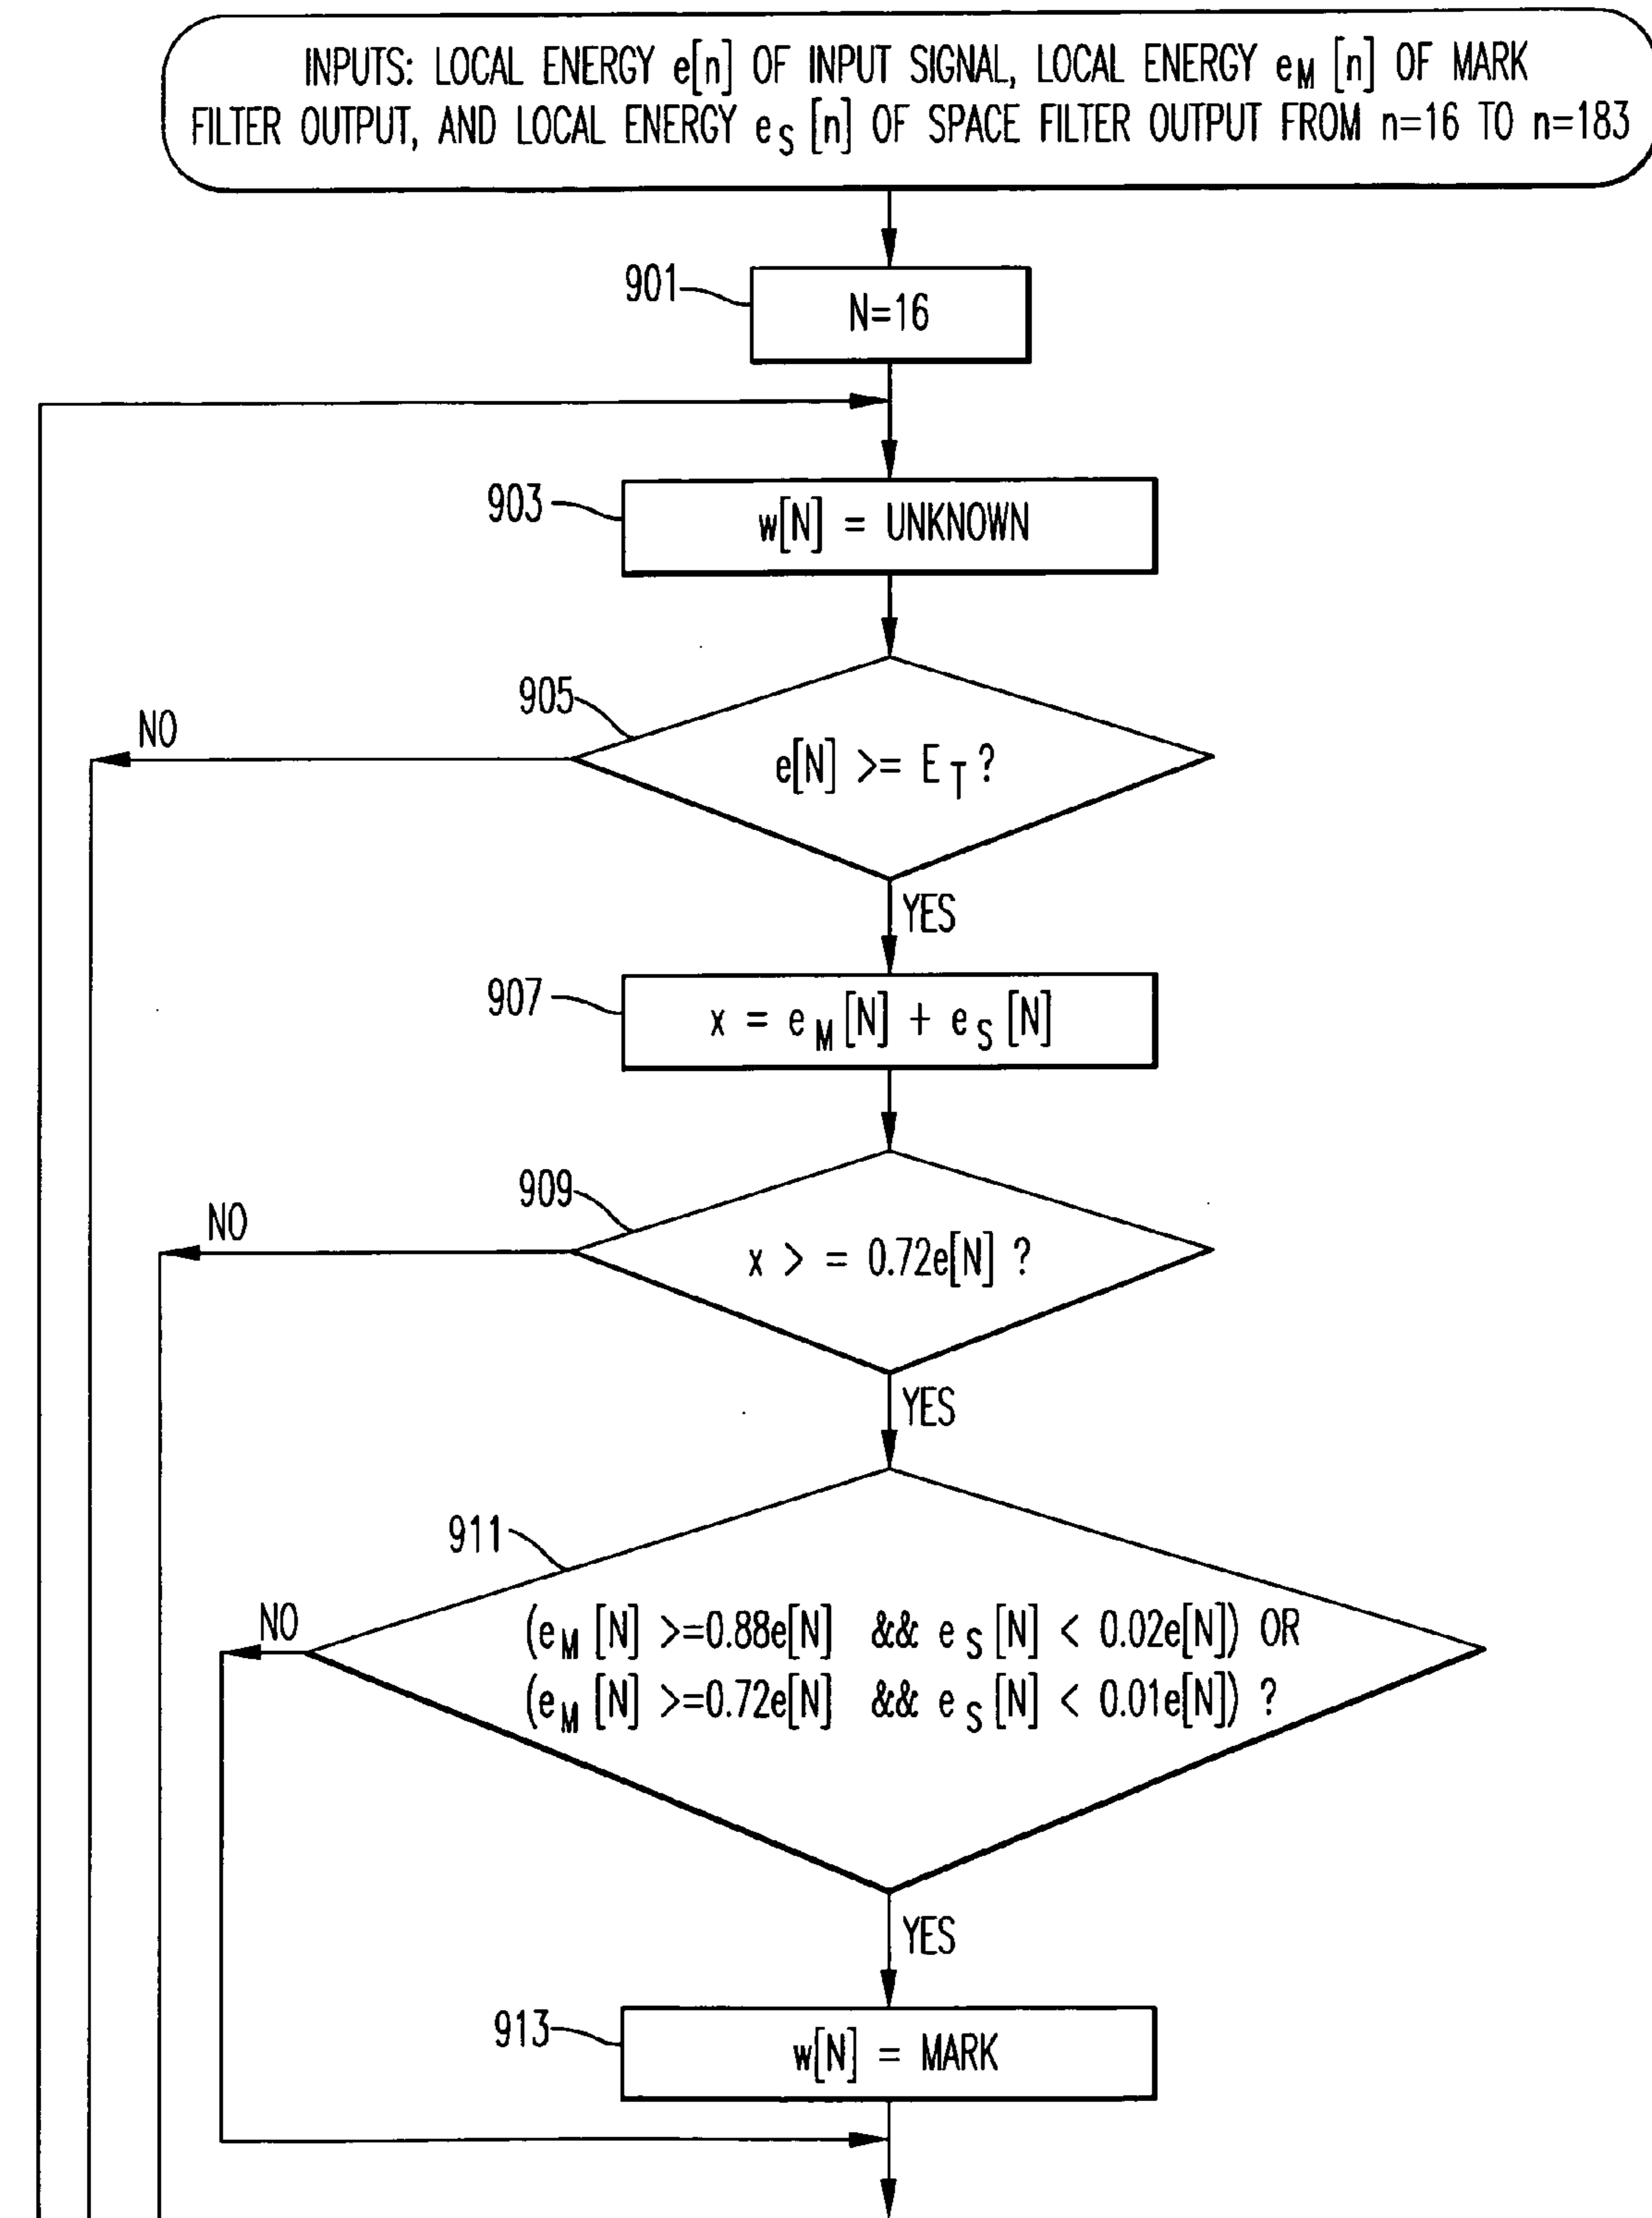 INPUTS: LOCAL ENERGY e[n] OF INPUT SIGNAL, LOCAL ENERGY eM [n] OF MARK
FILTER OUTPUT, AND LOCAL ENERGY eS [n] OF SPACE FILTER OUTPUT FROM n=16 TO n=183
901
N=16
903
w[N] = UNKNOWN
905
NO
e[N] >= ET?
YES
907
x = eM[N] + eS[N]
909
NO
x > = 0.72e[N] ?
YES
911
NO
(eM [N] >=0.88e[N] && eS [N] < 0.02e[N]) OR
(eM [N] >=0.72e[N] && eS [N] < 0.01e[N]) ?
YES
913
w[N] = MARK